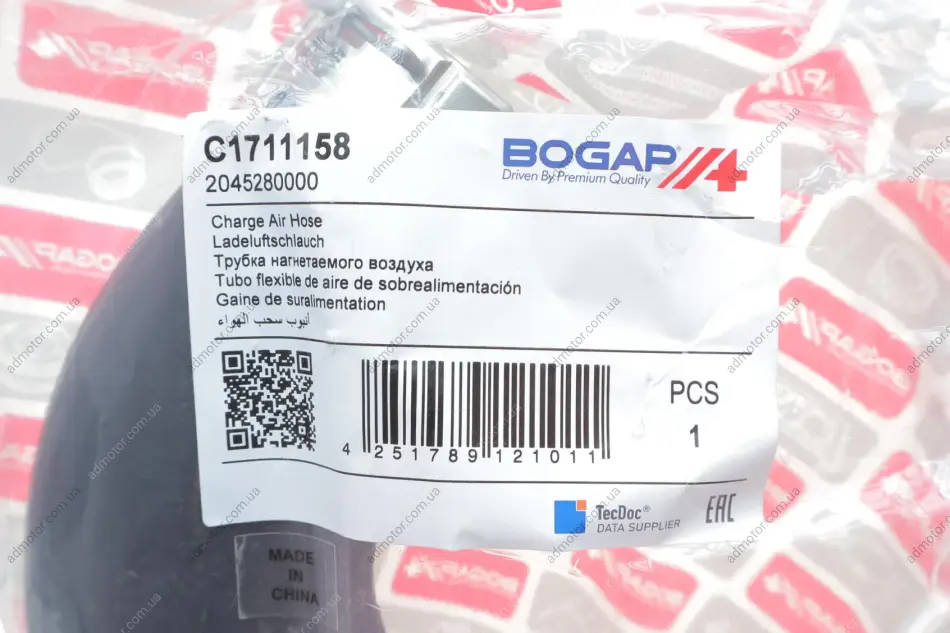 C1711158
2045280000
BOGAP
Driven By Premium Quality
Charge Air Hose
Ladeluftschlauch
Трубка нагнетаемого воздуха
Tubo flexible de aire de sobrealimentación
Gaine de suralimentation
أنبوب سحب الهواء
PCS
1
4 251789 121011
TecDoc®
DATA SUPPLIER
EAC
MADE
IN
CHINA
BOGAP
admotor.com.ua